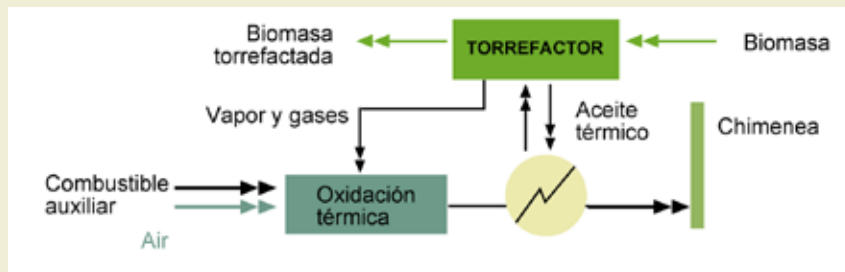 Biomasa
torrefactada
TORREFACTOR
Biomasa
Vapor y gases
Aceite
térmico
Chimenea
Combustible
auxiliar
Oxidación
térmica
Air